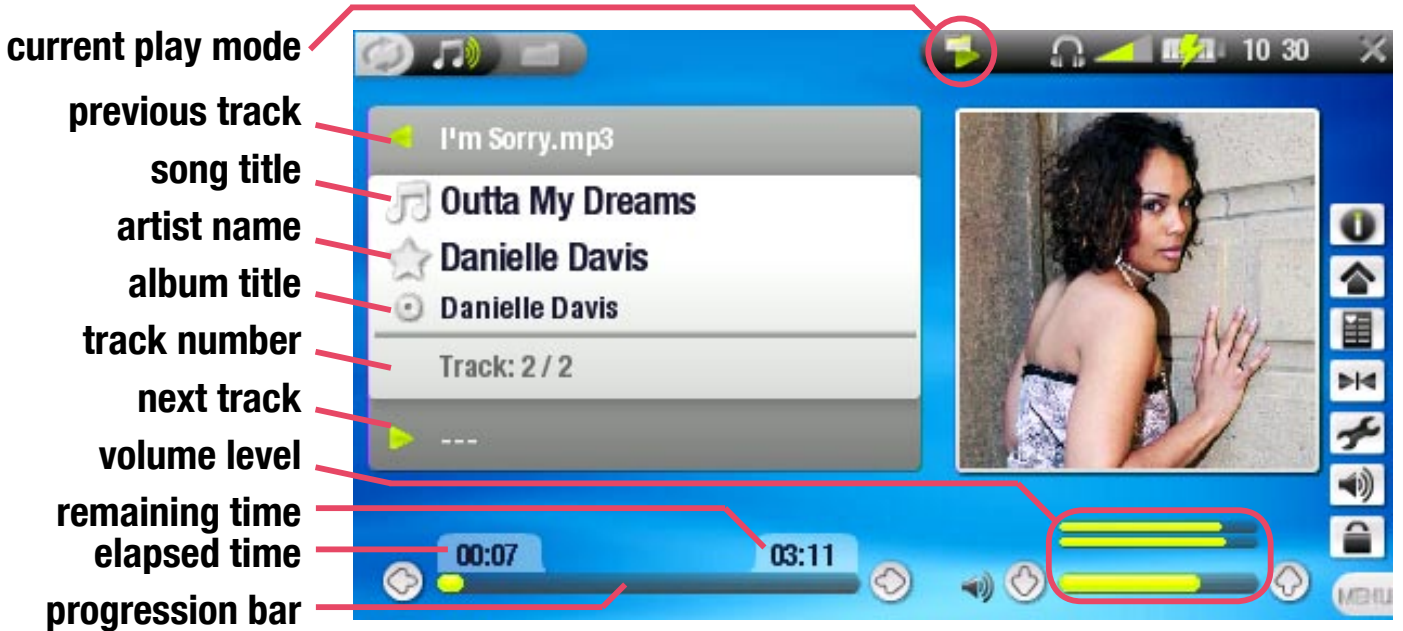 current play mode
10 30
previous track
I'm Sorry.mp3
song title
Outta My Dreams
artist name
Danielle Davis
album title
Danielle Davis
track number
Track: 2 / 2
next track
---
volume level
remaining time
03:11
elapsed time
00:07
progression bar
MENU